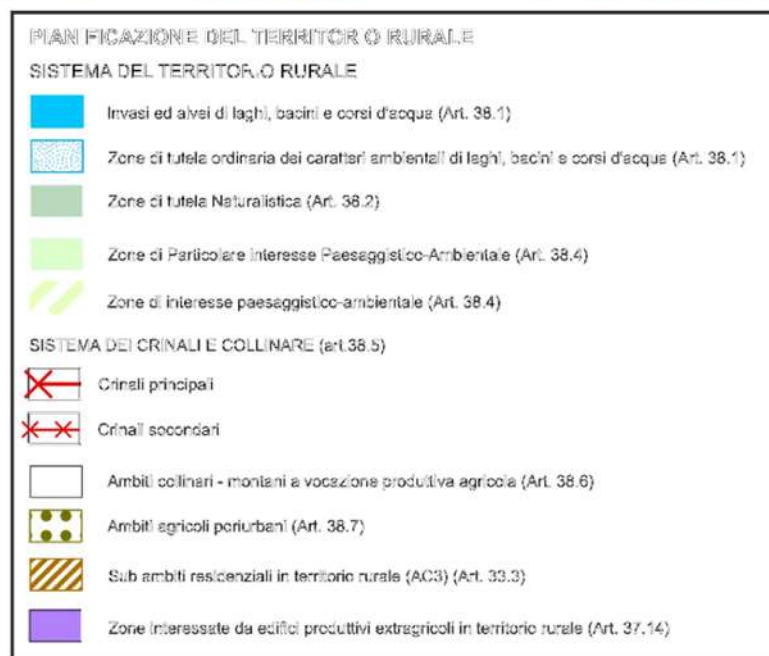 PIANIFICAZIONE DEL TERRITORIO RURALE
SISTEMA DEL TERRITORIO RURALE
Invasi ed alvei di laghi, bacini e corsi d'acqua (Art. 38.1)
Zone di tutela ordinaria dei caratteri ambientali di laghi, bacini e corsi d'acqua (Art. 38.1)
Zone di tutela Naturalistica (Art. 38.2)
Zone di Particolare interesse Paesaggistico-Ambientale (Art. 38.4)
Zone di interesse paesaggistico-ambientale (Art. 38.4)
SISTEMA DEI CRINALI E COLLINARE (art.38.5)
Crinali principali
Crinali secondari
Ambiti collinari - montani a vocazione produttiva agricola (Art. 38.6)
Ambiti agricoli periurbani (Art. 38.7)
Sub ambiti residenziali in territorio rurale (AC3) (Art. 33.3)
Zone interessate da edifici produttivi extragricoli in territorio rurale (Art. 37.14)